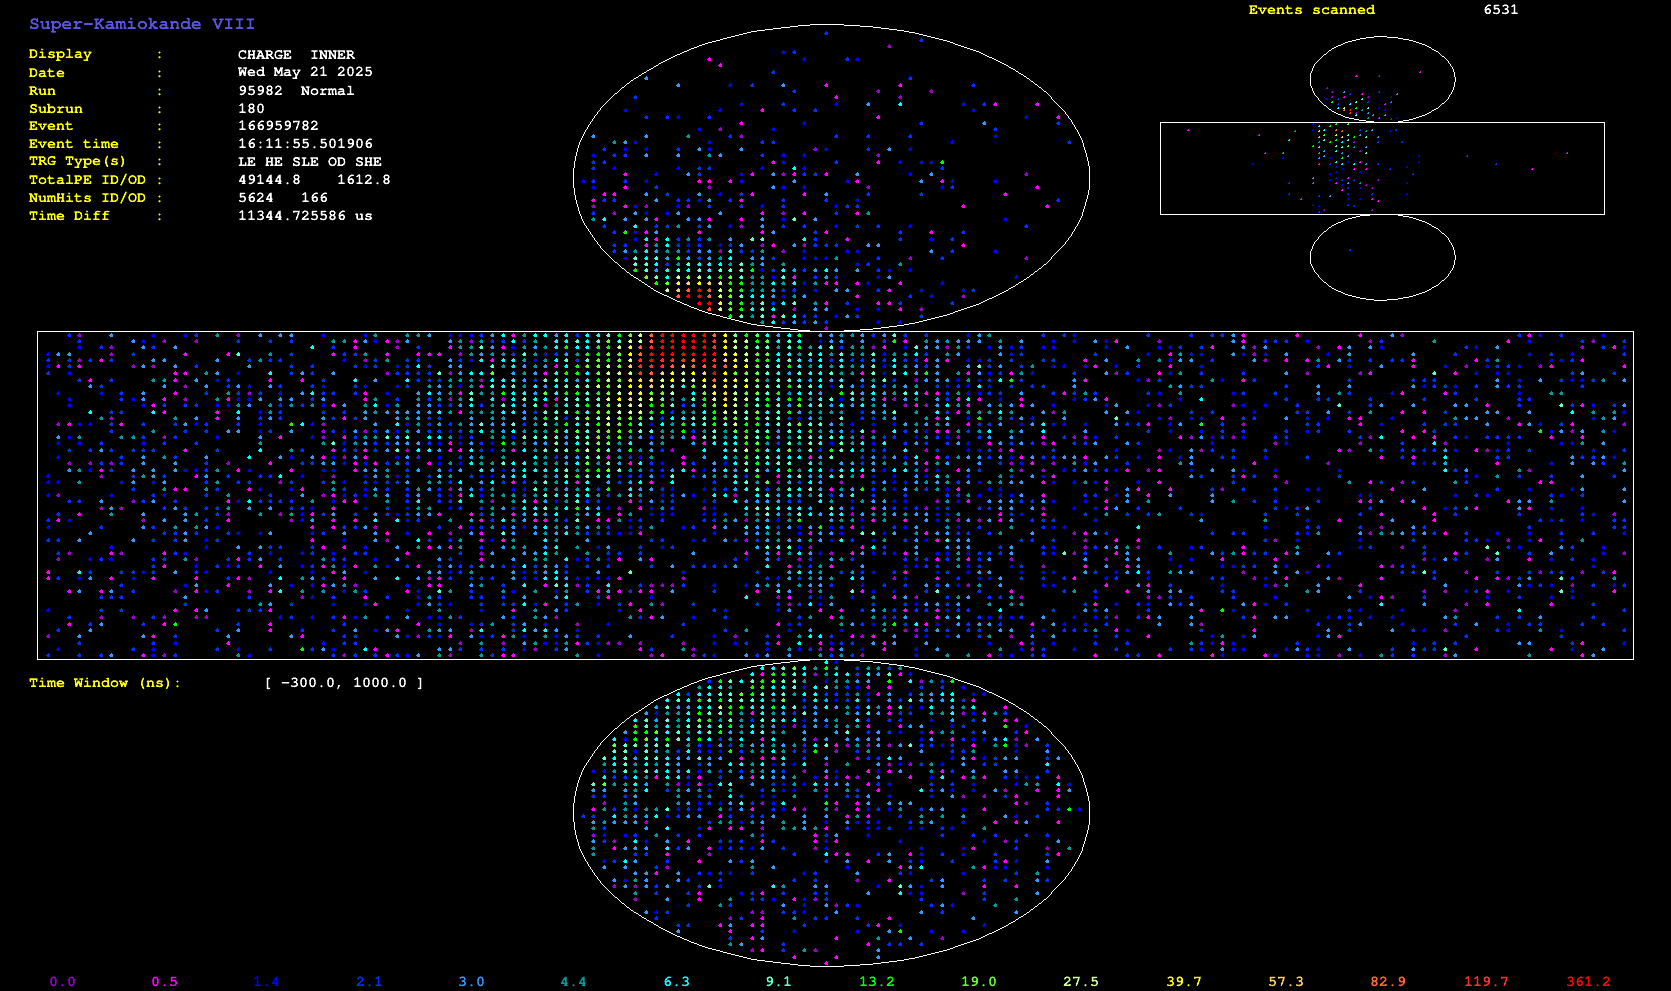 Super-Kamiokande VIII
Events scanned 6531
Display : CHARGE INNER
Date : Wed May 21 2025
Run : 95982 Normal
Subrun : 180
Event : 166959782
Event time : 16:11:55.501906
TRG Type(s) : LE HE SLE OD SHE
TotalPE ID/OD : 49144.8 1612.8
NumHits ID/OD : 5624 166
Time Diff : 11344.725586 us
Time Window (ns): [ -300.0, 1000.0 ]
0.0 0.5 1.4 2.1 3.0 4.4 6.3 9.1 13.2 19.0 27.5 39.7 57.3 82.9 119.7 361.2